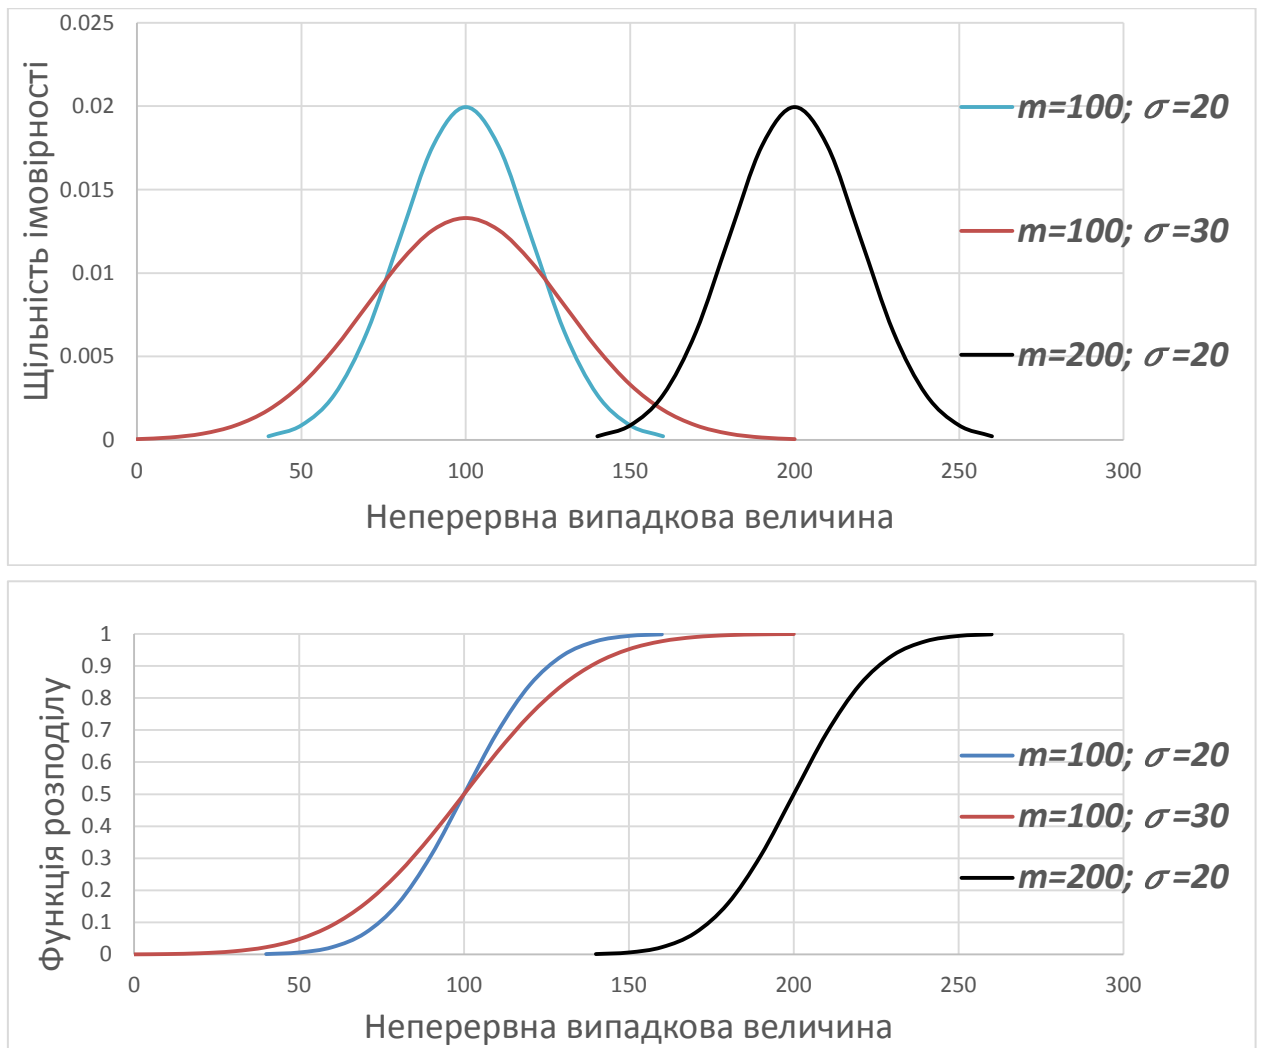 Щільність імовірності
0.025
0.02
0.015
0.01
0.005
0
0 50 100 150 200 250 300
Неперервна випадкова величина
m=100; σ=20
m=100; σ=30
m=200; σ=20
Функція розподілу
1
0.9
0.8
0.7
0.6
0.5
0.4
0.3
0.2
0.1
0
0 50 100 150 200 250 300
Неперервна випадкова величина
m=100; σ=20
m=100; σ=30
m=200; σ=20